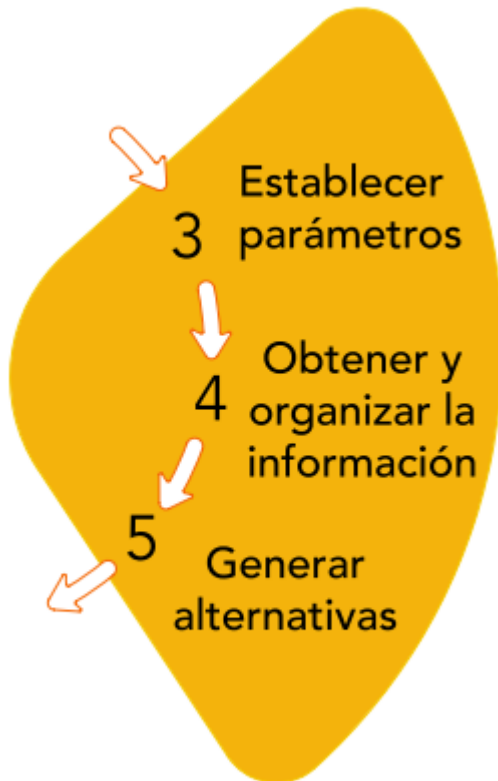 3
Establecer
parámetros
4
Obtener y
organizar la
información
5
Generar
alternativas